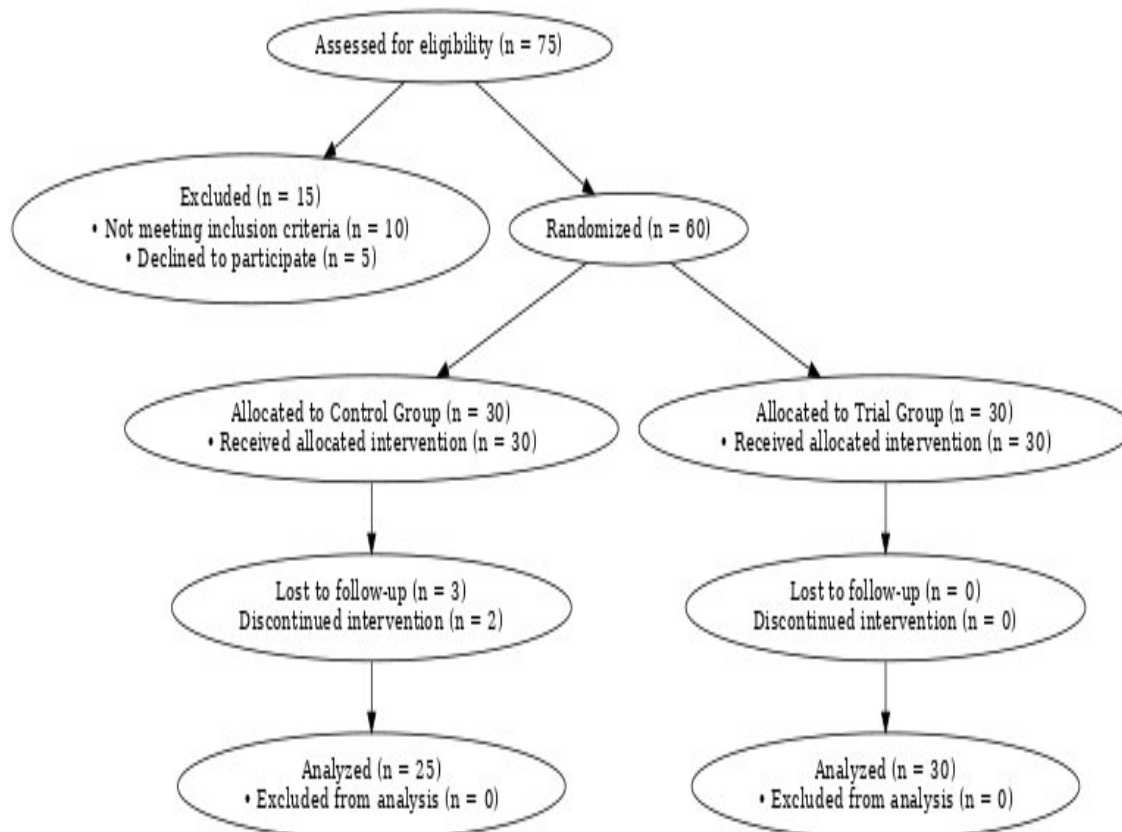 Assessed for eligibility (n = 75)
Excluded (n = 15)
• Not meeting inclusion criteria (n = 10)
• Declined to participate (n = 5)
Randomized (n = 60)
Allocated to Control Group (n = 30)
• Received allocated intervention (n = 30)
Allocated to Trial Group (n = 30)
• Received allocated intervention (n = 30)
Lost to follow-up (n = 3)
Discontinued intervention (n = 2)
Lost to follow-up (n = 0)
Discontinued intervention (n = 0)
Analyzed (n = 25)
• Excluded from analysis (n = 0)
Analyzed (n = 30)
• Excluded from analysis (n = 0)